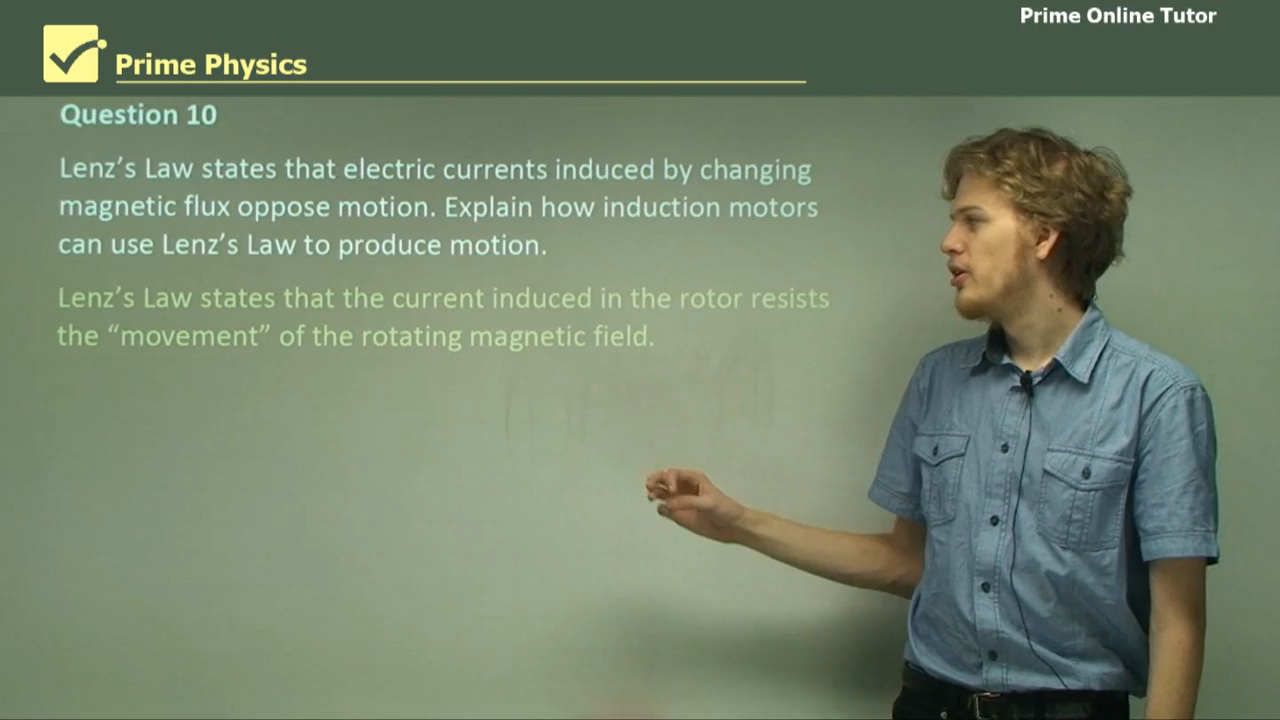 Prime Online Tutor
Prime Physics
Question 10
Lenz’s Law states that electric currents induced by changing
magnetic flux oppose motion. Explain how induction motors
can use Lenz’s Law to produce motion.
Lenz’s Law states that the current induced in the rotor resists
the “movement” of the rotating magnetic field.